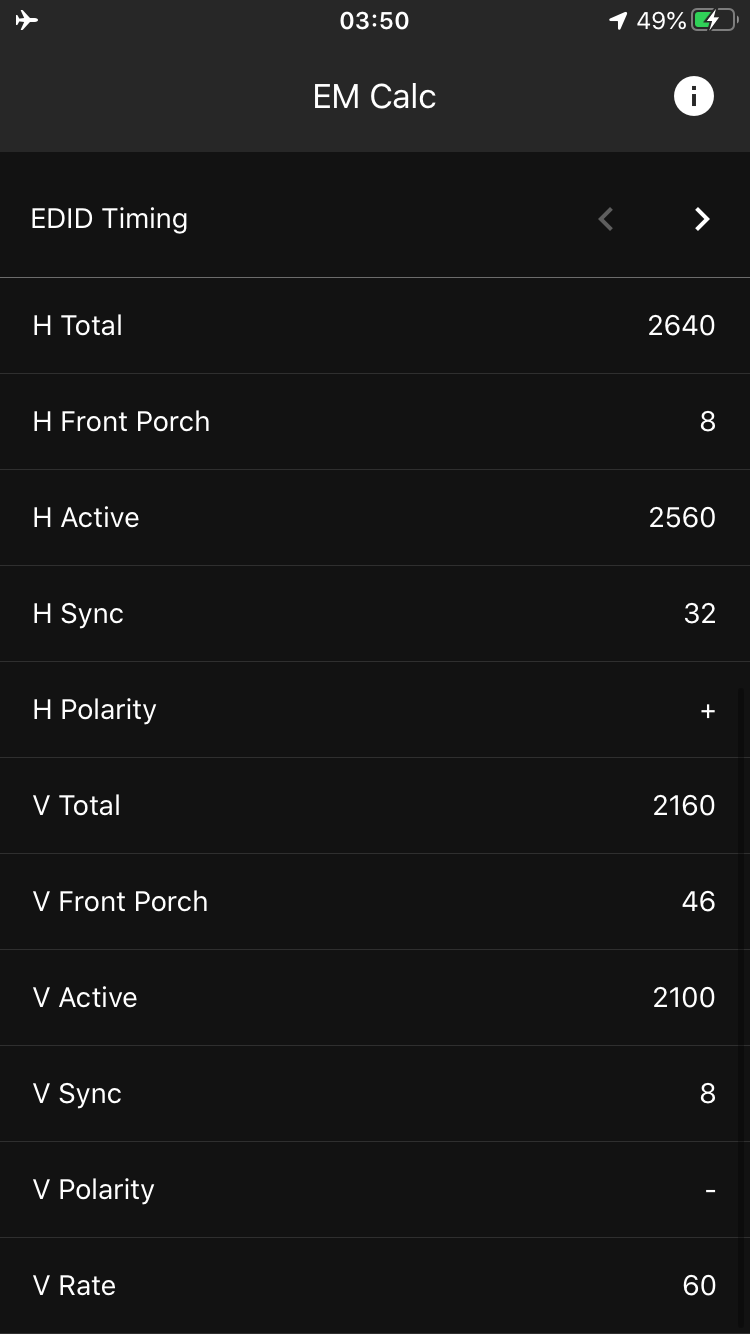 03:50
49%
EM Calc
EDID Timing
H Total 2640
H Front Porch 8
H Active 2560
H Sync 32
H Polarity +
V Total 2160
V Front Porch 46
V Active 2100
V Sync 8
V Polarity -
V Rate 60